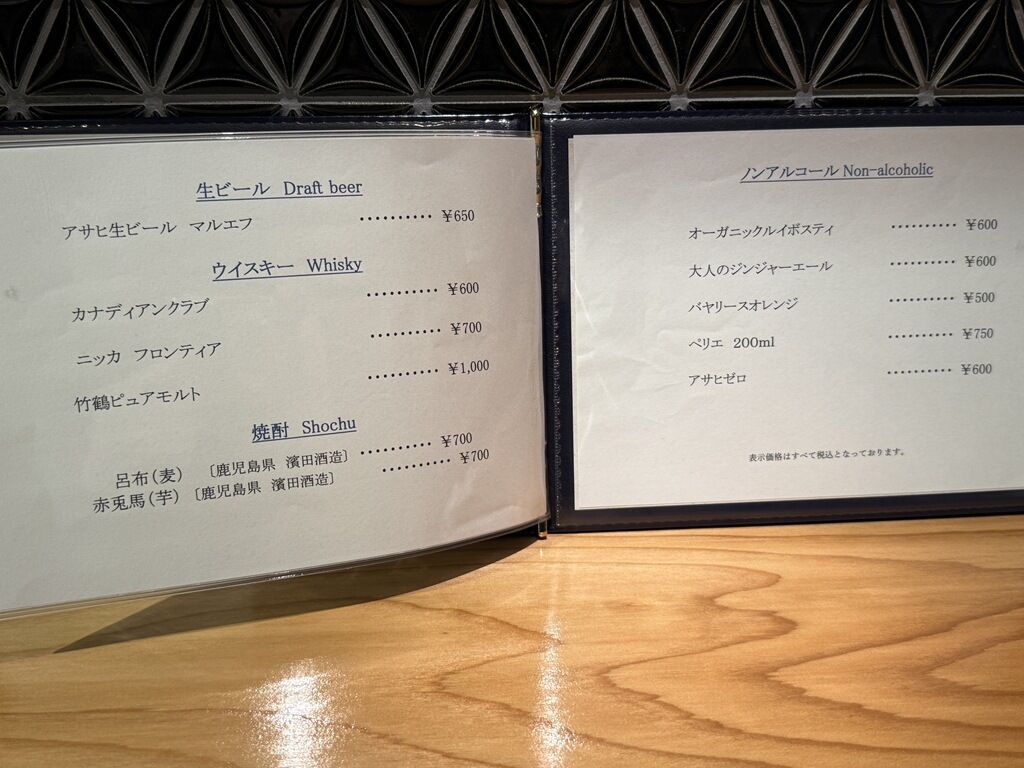 生ビール Draft beer
アサヒ生ビール マルエフ ‥‥‥‥‥ ¥650
ウイスキー Whisky
カナディアンクラブ ‥‥‥‥‥ ¥600
ニッカ フロンティア ‥‥‥‥‥ ¥700
竹鶴ピュアモルト ‥‥‥‥‥ ¥1,000
焼酎 Shochu
呂布(麦) 〔鹿児島県 濱田酒造〕 ‥‥‥‥‥ ¥700
赤兎馬(芋) 〔鹿児島県 濱田酒造〕 ‥‥‥‥‥ ¥700
ノンアルコール Non-alcoholic
オーガニックルイボスティ ‥‥‥‥‥ ¥600
大人のジンジャーエール ‥‥‥‥‥ ¥600
バヤリースオレンジ ‥‥‥‥‥ ¥500
ペリエ 200ml ‥‥‥‥‥ ¥750
アサヒゼロ ‥‥‥‥‥ ¥600
表示価格はすべて税込となっております。